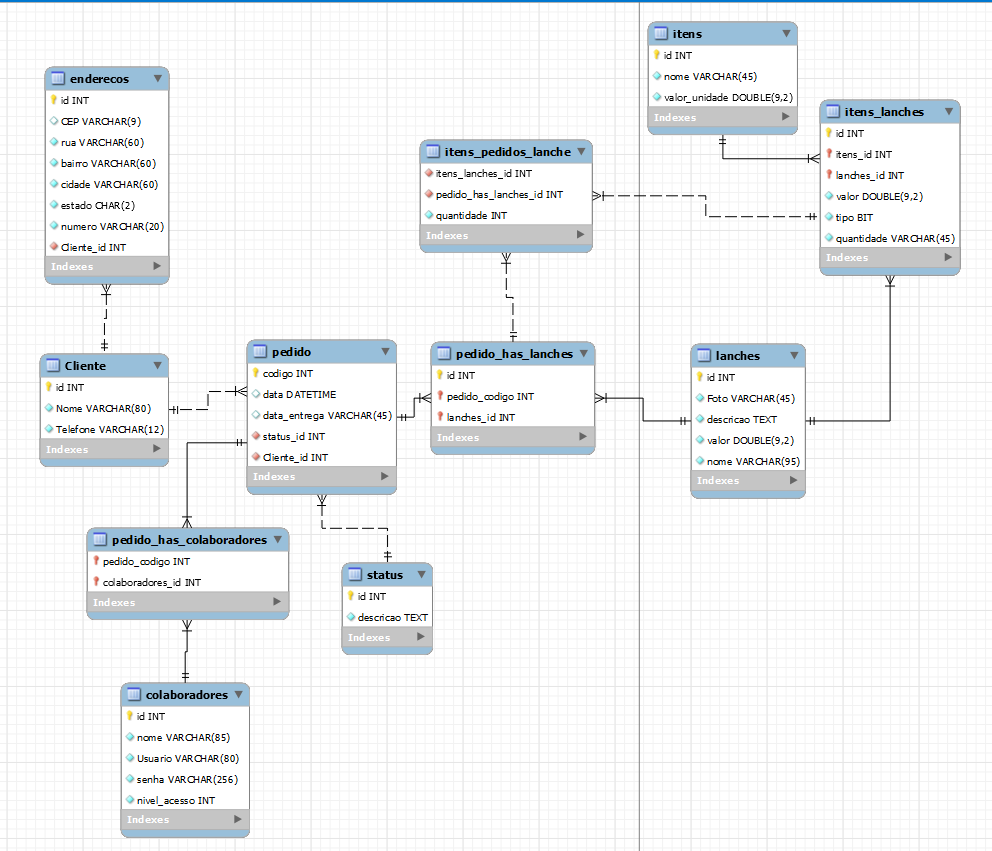 itens
id INT
nome VARCHAR(45)
valor_unidade DOUBLE(9,2)
Indexes
enderecos
id INT
CEP VARCHAR(9)
rua VARCHAR(60)
bairro VARCHAR(60)
cidade VARCHAR(60)
estado CHAR(2)
numero VARCHAR(20)
Cliente_id INT
Indexes
itens_lanches
id INT
itens_id INT
lanches_id INT
valor DOUBLE(9,2)
tipo BIT
quantidade VARCHAR(45)
Indexes
itens_pedidos_lanche
itens_lanches_id INT
pedido_has_lanches_id INT
quantidade INT
Indexes
Cliente
id INT
Nome VARCHAR(80)
Telefone VARCHAR(12)
Indexes
pedido
codigo INT
data DATETIME
data_entrega VARCHAR(45)
status_id INT
Cliente_id INT
Indexes
pedido_has_lanches
id INT
pedido_codigo INT
lanches_id INT
Indexes
lanches
id INT
Foto VARCHAR(45)
descricao TEXT
valor DOUBLE(9,2)
nome VARCHAR(95)
Indexes
pedido_has_colaboradores
pedido_codigo INT
colaboradores_id INT
Indexes
status
id INT
descricao TEXT
Indexes
colaboradores
id INT
nome VARCHAR(85)
Usuario VARCHAR(80)
senha VARCHAR(256)
nivel_acesso INT
Indexes